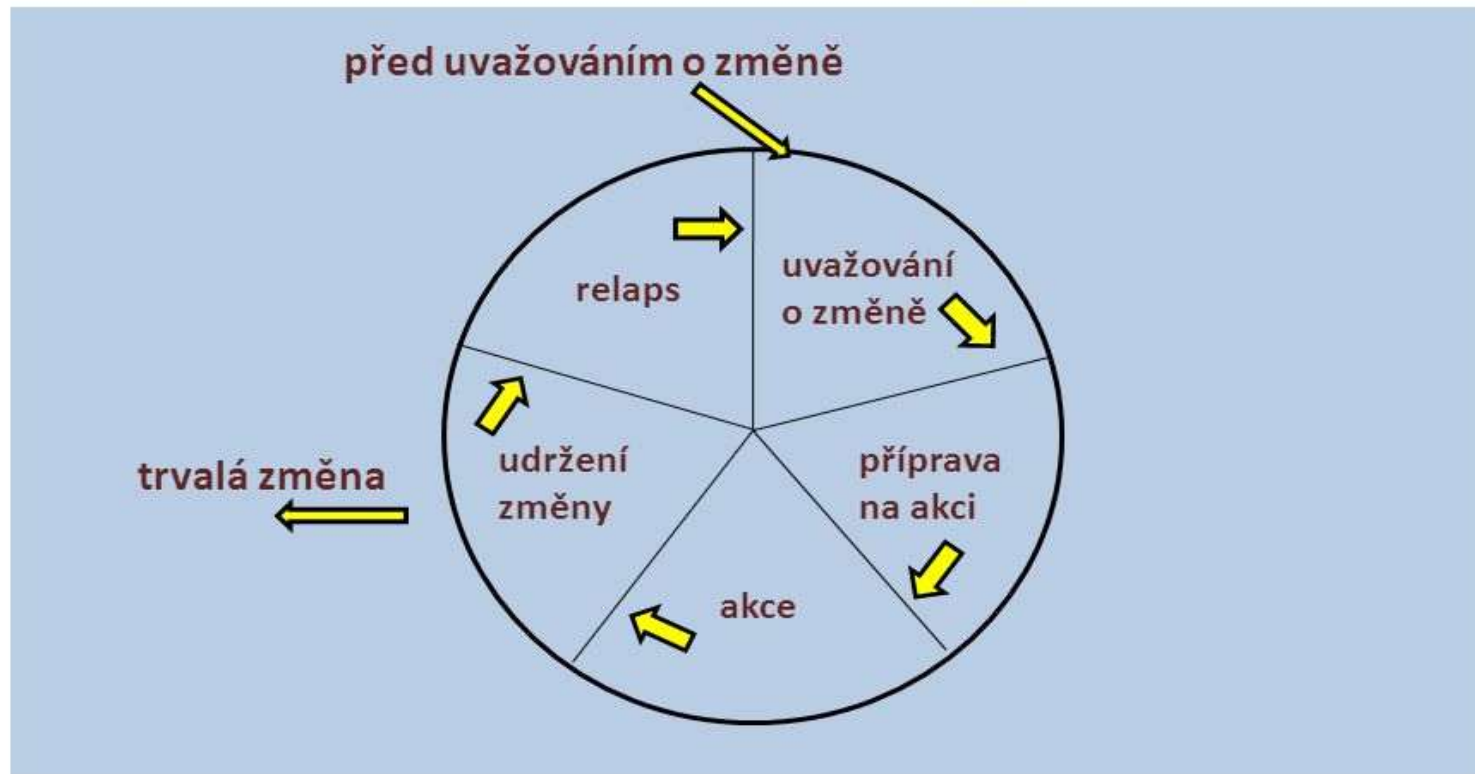 před uvažováním o změně
relaps
uvažování
o změně
trvalá změna
udržení
změny
příprava
na akci
akce